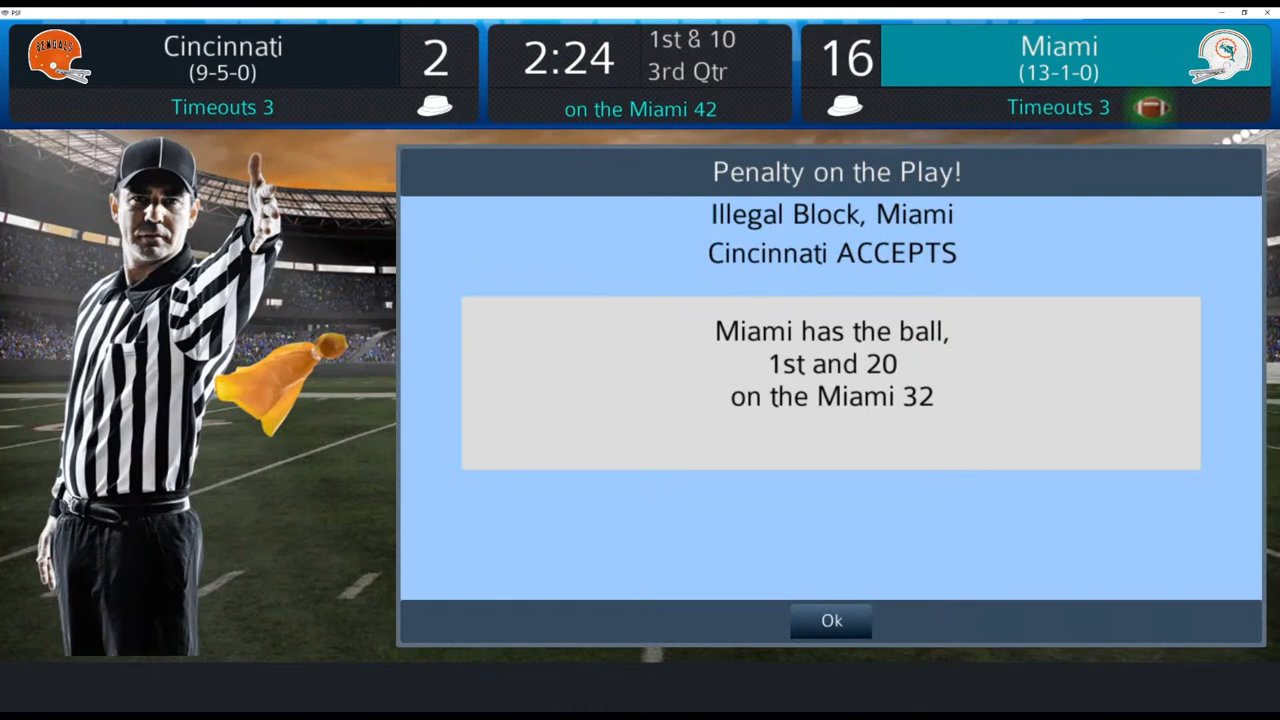 PSF
BENGALS
Cincinnati
(9-5-0)
2
Timeouts 3
2:24
1st & 10
3rd Qtr
on the Miami 42
16
Miami
(13-1-0)
Timeouts 3
Penalty on the Play!
Illegal Block, Miami
Cincinnati ACCEPTS
Miami has the ball,
1st and 20
on the Miami 32
Ok